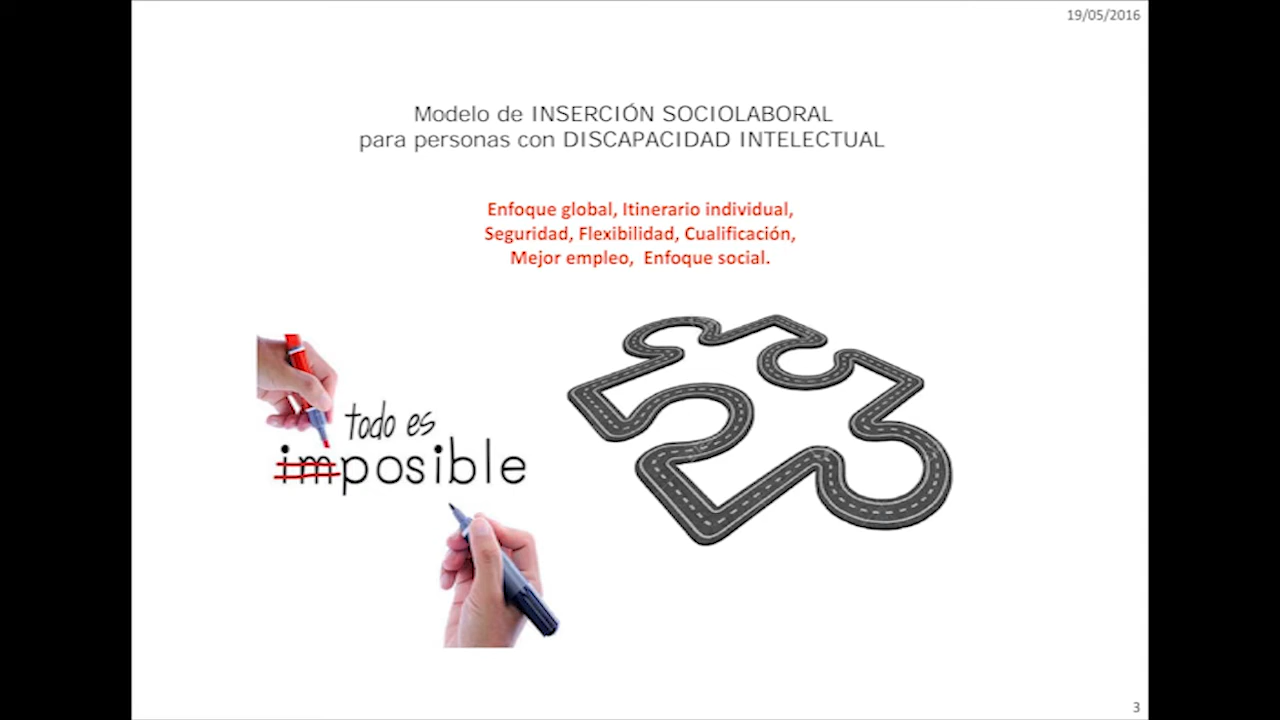 19/05/2016
Modelo de INSERCIÓN SOCIOLABORAL
para personas con DISCAPACIDAD INTELECTUAL
Enfoque global, Itinerario individual,
Seguridad, Flexibilidad, Cualificación,
Mejor empleo, Enfoque social.
todo es
imposible
3